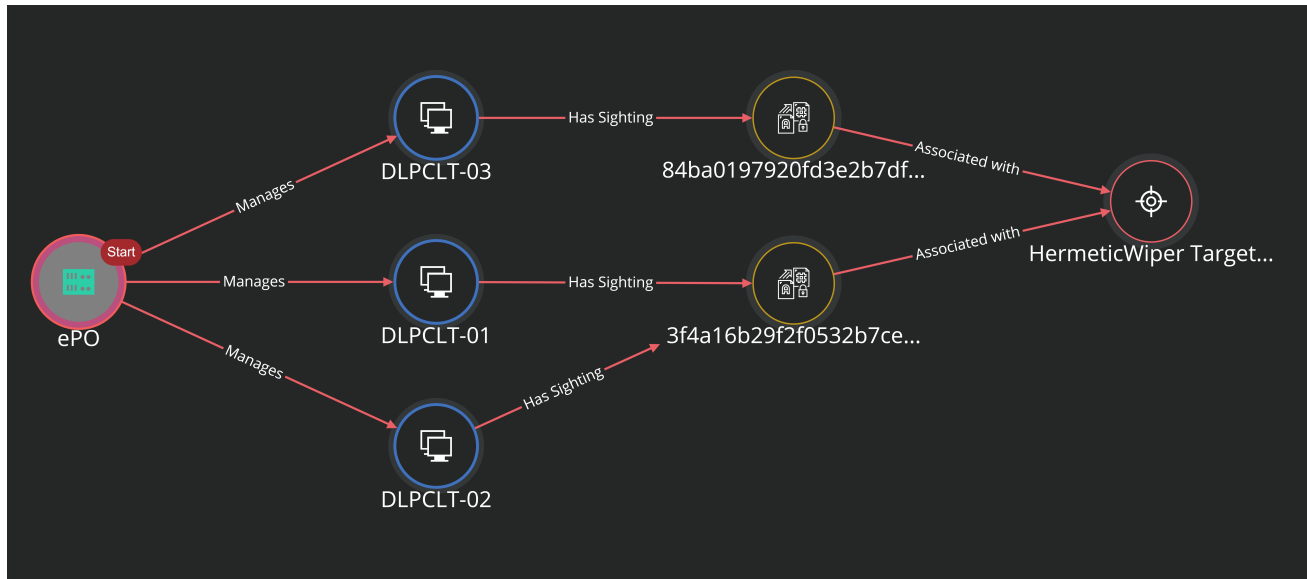 DLPCLT-03
Has Sighting
84ba0197920fd3e2b7df...
Associated with
Manages
HermeticWiper Target...
Start
ePO
Manages
DLPCLT-01
Has Sighting
3f4a16b29f2f0532b7ce...
Associated with
Manages
DLPCLT-02
Has Sighting